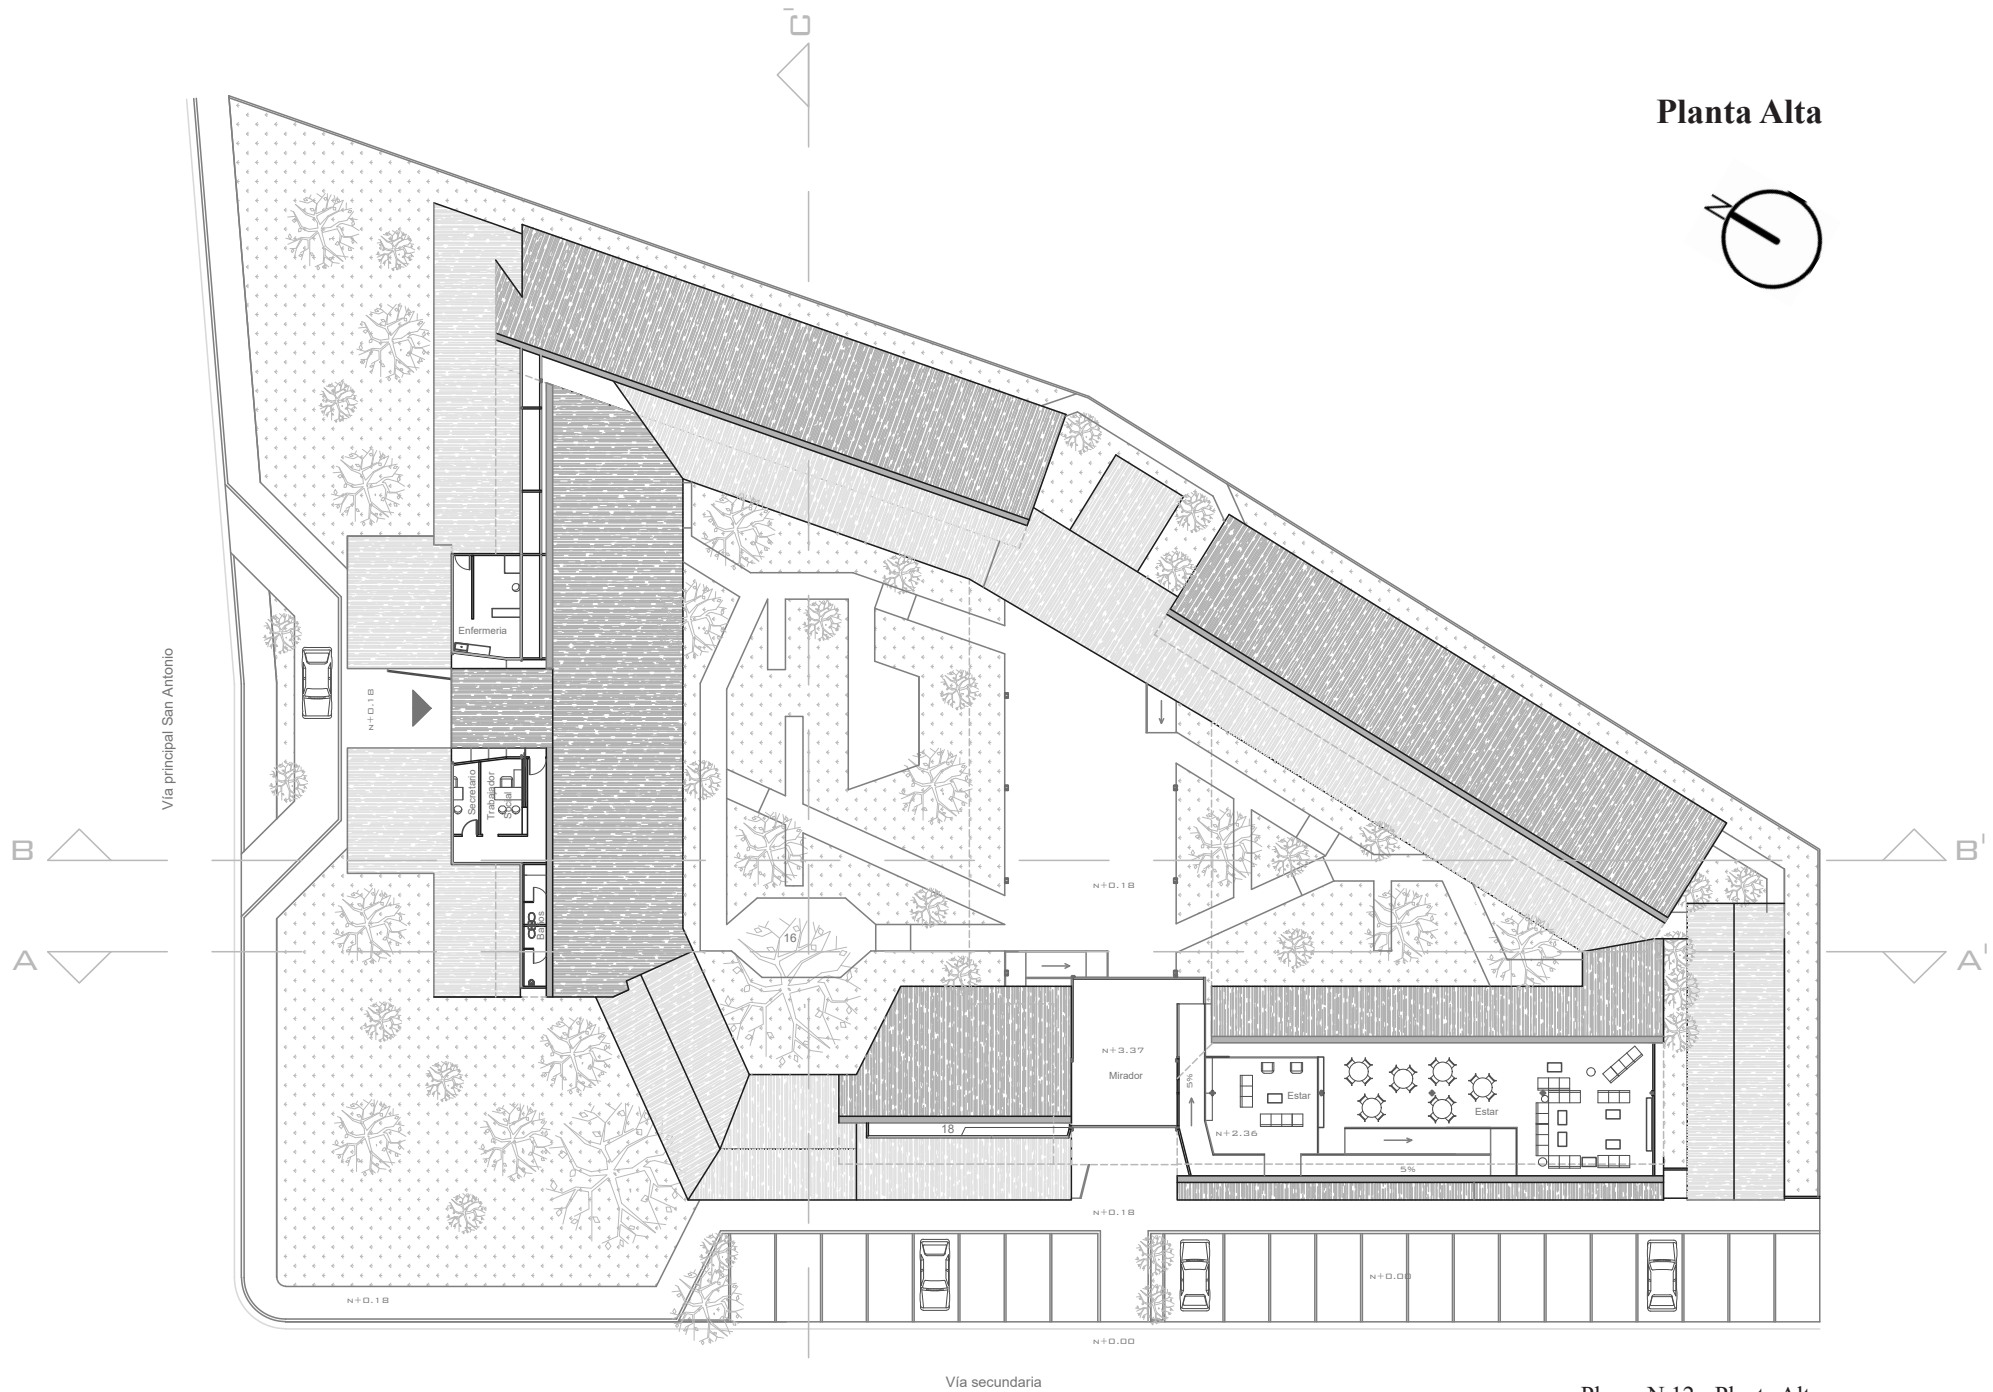 C'
Planta Alta
N
Enfermeria
N+0.18
Vía principal San Antonio
Secretario
Trabajador
Social
B
B'
N+0.18
Baños
16
A
A'
N+3.37
Mirador
5%
Estar
Estar
18
N+2.36
5%
N+0.18
N+0.00
N+0.18
N+0.00
Vía secundaria